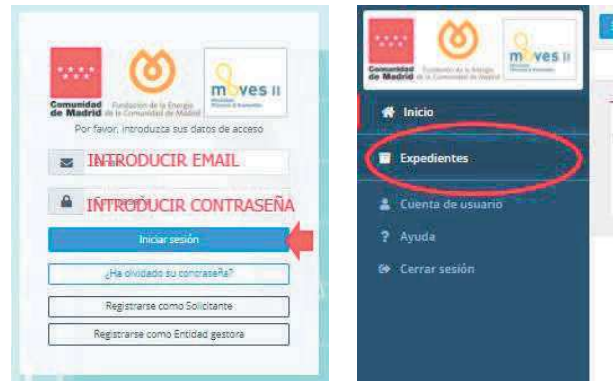 Comunidad
de Madrid
Fundación de la Energía
de la Comunidad de Madrid
moves II
Por favor, introduzca sus datos de acceso
INTRODUCIR EMAIL
INTRODUCIR CONTRASEÑA
Iniciar sesión
¿Ha olvidado su contraseña?
Registrarse como Solicitante
Registrarse como Entidad gestora
Comunidad
de Madrid
Fundación de la Energía
de la Comunidad de Madrid
moves II
Inicio
Expedientes
Cuenta de usuario
Ayuda
Cerrar sesión